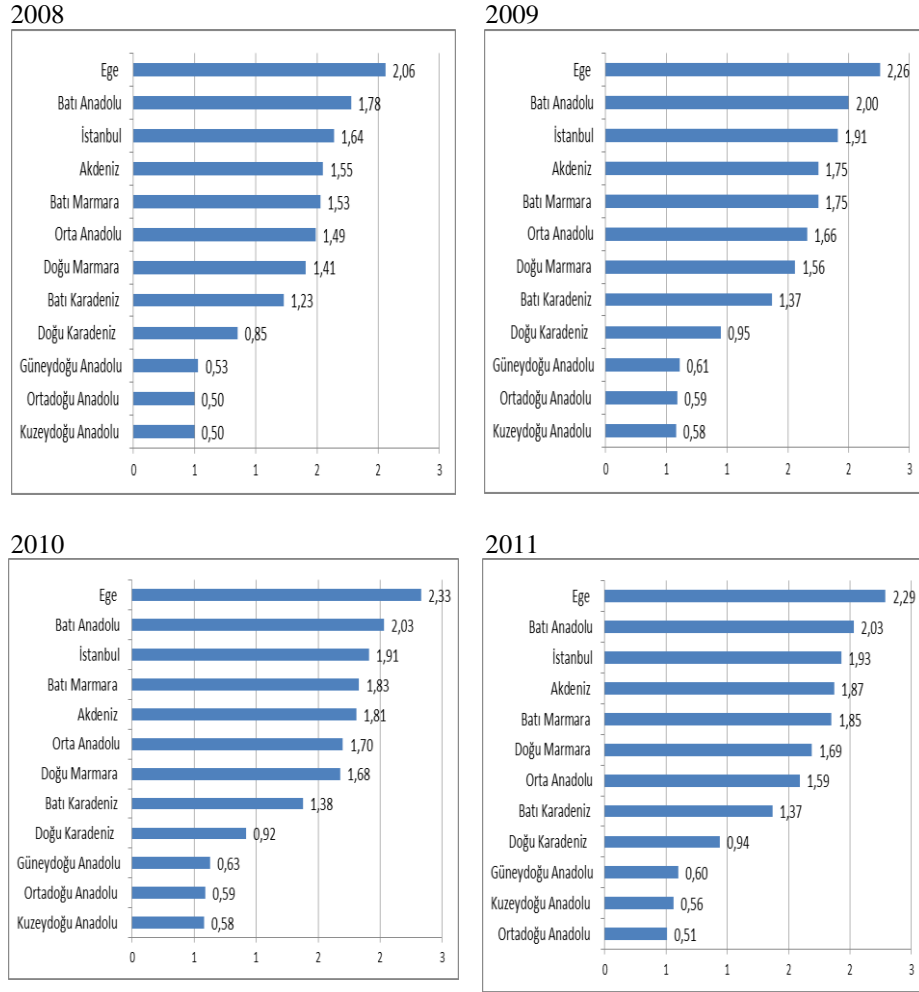 2008
Ege 2,06
Batı Anadolu 1,78
İstanbul 1,64
Akdeniz 1,55
Batı Marmara 1,53
Orta Anadolu 1,49
Doğu Marmara 1,41
Batı Karadeniz 1,23
Doğu Karadeniz 0,85
Güneydoğu Anadolu 0,53
Ortadoğu Anadolu 0,50
Kuzeydoğu Anadolu 0,50
0 1 1 2 2 3
2009
Ege 2,26
Batı Anadolu 2,00
İstanbul 1,91
Akdeniz 1,75
Batı Marmara 1,75
Orta Anadolu 1,66
Doğu Marmara 1,56
Batı Karadeniz 1,37
Doğu Karadeniz 0,95
Güneydoğu Anadolu 0,61
Ortadoğu Anadolu 0,59
Kuzeydoğu Anadolu 0,58
0 1 1 2 2 3
2010
Ege 2,33
Batı Anadolu 2,03
İstanbul 1,91
Batı Marmara 1,83
Akdeniz 1,81
Orta Anadolu 1,70
Doğu Marmara 1,68
Batı Karadeniz 1,38
Doğu Karadeniz 0,92
Güneydoğu Anadolu 0,63
Ortadoğu Anadolu 0,59
Kuzeydoğu Anadolu 0,58
0 1 1 2 2 3
2011
Ege 2,29
Batı Anadolu 2,03
İstanbul 1,93
Akdeniz 1,87
Batı Marmara 1,85
Doğu Marmara 1,69
Orta Anadolu 1,59
Batı Karadeniz 1,37
Doğu Karadeniz 0,94
Güneydoğu Anadolu 0,60
Kuzeydoğu Anadolu 0,56
Ortadoğu Anadolu 0,51
0 1 1 2 2 3